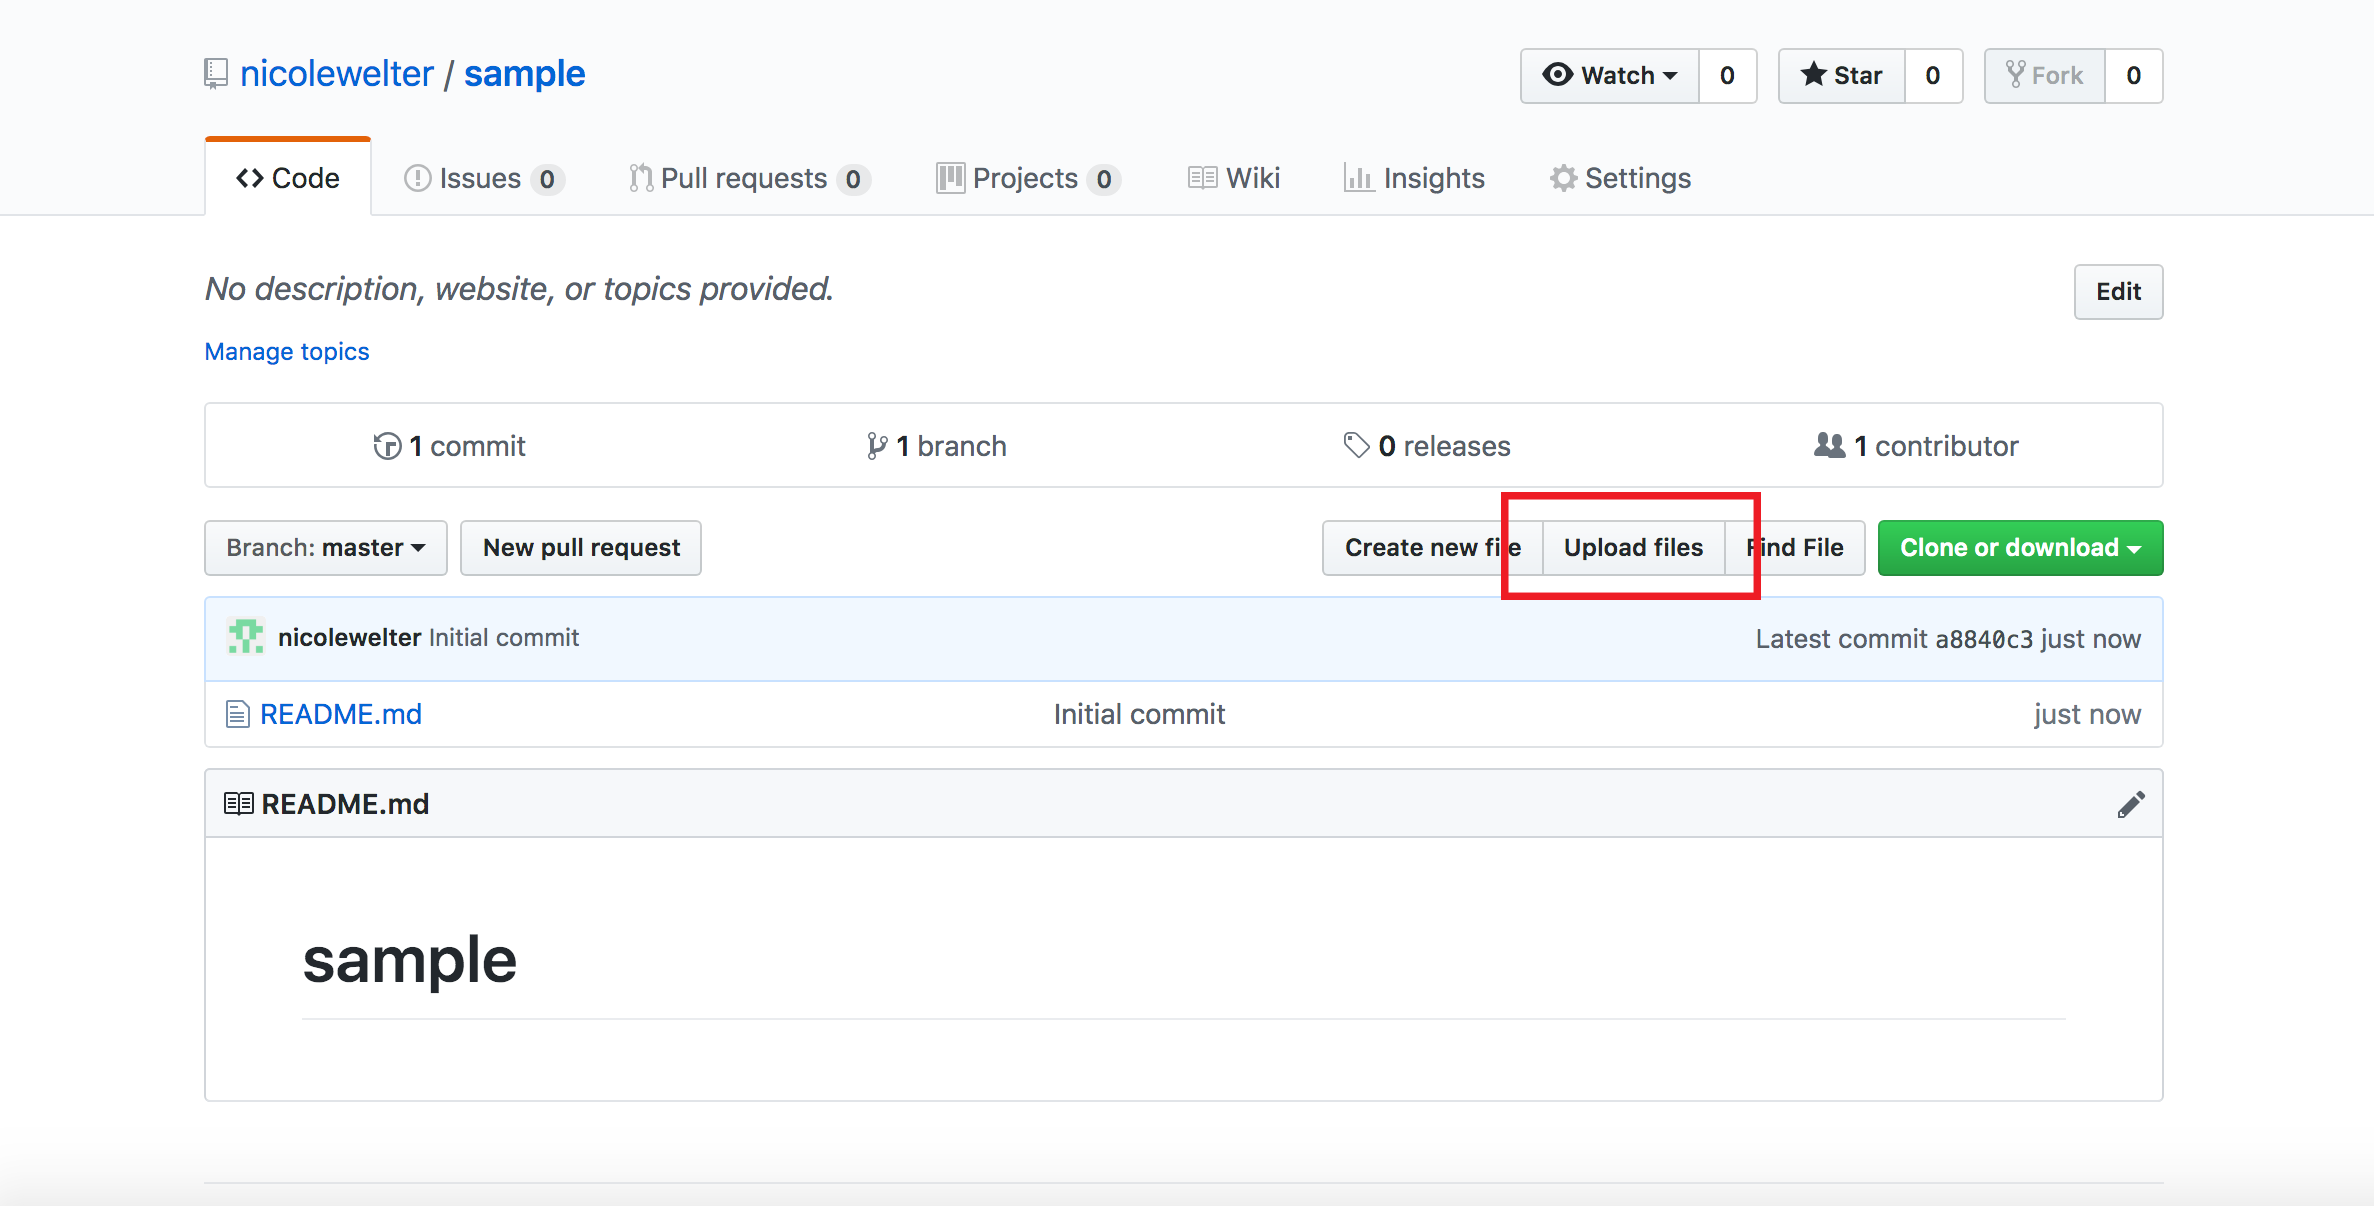 nicolewelter / sample
Watch 0 Star 0 Fork 0
Code Issues 0 Pull requests 0 Projects 0 Wiki Insights Settings
No description, website, or topics provided.
Edit
Manage topics
1 commit 1 branch 0 releases 1 contributor
Branch: master New pull request Create new file Upload files Find File Clone or download
nicolewelter Initial commit Latest commit a8840c3 just now
README.md Initial commit just now
README.md
sample